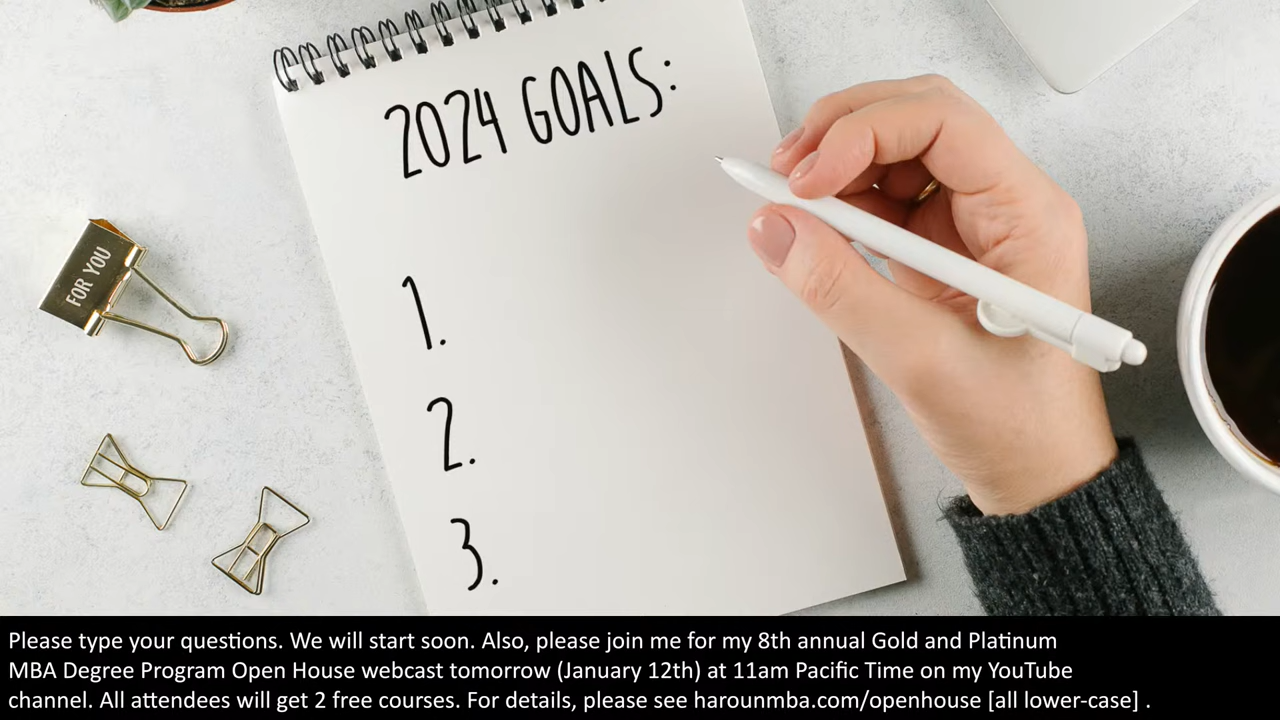 2024 GOALS:
FOR YOU
1.
2.
3.
Please type your questions. We will start soon. Also, please join me for my 8th annual Gold and Platinum
MBA Degree Program Open House webcast tomorrow (January 12th) at 11am Pacific Time on my YouTube
channel. All attendees will get 2 free courses. For details, please see harounmba.com/openhouse [all lower-case] .